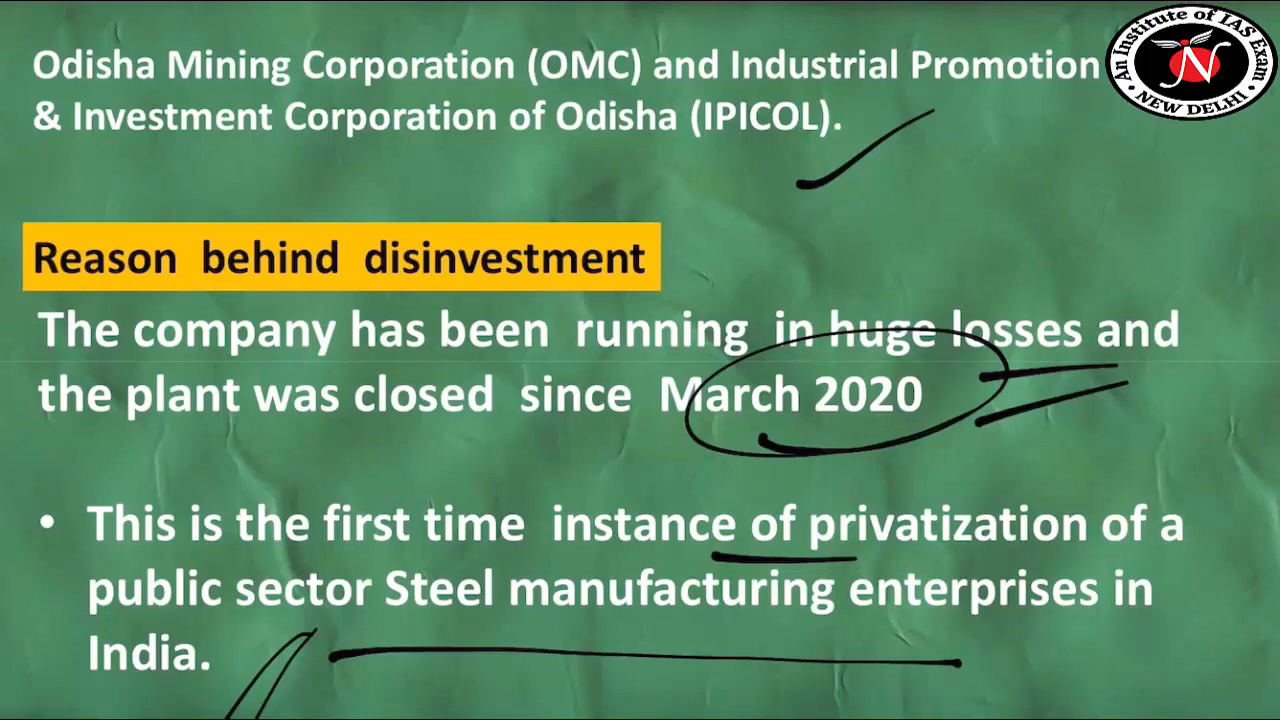 Odisha Mining Corporation (OMC) and Industrial Promotion
& Investment Corporation of Odisha (IPICOL).
An Institute of IAS Exam
JN
• NEW DELHI •
Reason behind disinvestment
The company has been running in huge losses and
the plant was closed since March 2020
• This is the first time instance of privatization of a
public sector Steel manufacturing enterprises in
India.